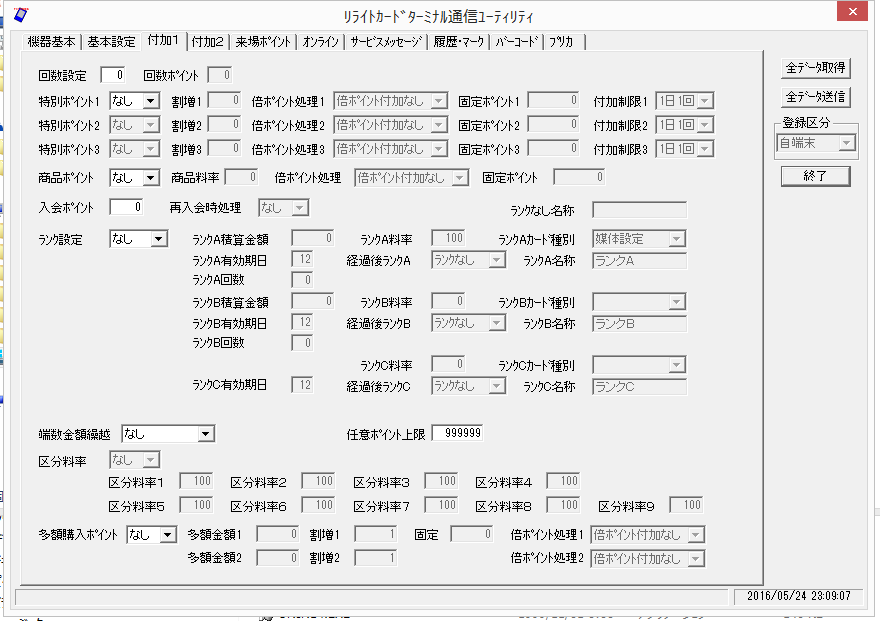 リライトカードターミナル通信ユーティリティ
機器基本 基本設定 付加1 付加2 来場ポイント オンライン サービスメッセージ 履歴・マーク バーコード プリカ
回数設定 0 回数ポイント 0
特別ポイント1 なし 割増1 0 倍ポイント処理1 倍ポイント付加なし 固定ポイント1 0 付加制限1 1日1回
特別ポイント2 なし 割増2 0 倍ポイント処理2 倍ポイント付加なし 固定ポイント2 0 付加制限2 1日1回
特別ポイント3 なし 割増3 0 倍ポイント処理3 倍ポイント付加なし 固定ポイント3 0 付加制限3 1日1回
商品ポイント なし 商品料率 0 倍ポイント処理 倍ポイント付加なし 固定ポイント 0
入会ポイント 0 再入会時処理 なし ランクなし名称
ランク設定 なし ランクA積算金額 0 ランクA料率 100 ランクAカード種別 媒体設定
ランクA有効期日 12 経過後ランクA ランクなし ランクA名称 ランクA
ランクA回数 0
ランクB積算金額 0 ランクB料率 0 ランクBカード種別
ランクB有効期日 12 経過後ランクB ランクなし ランクB名称 ランクB
ランクB回数 0
ランクC料率 0 ランクCカード種別
ランクC有効期日 12 経過後ランクC ランクなし ランクC名称 ランクC
端数金額繰越 なし 任意ポイント上限 999999
区分料率 なし
区分料率1 100 区分料率2 100 区分料率3 100 区分料率4 100
区分料率5 100 区分料率6 100 区分料率7 100 区分料率8 100 区分料率9 100
多額購入ポイント なし 多額金額1 0 割増1 1 固定 0 倍ポイント処理1 倍ポイント付加なし
多額金額2 0 割増2 1 倍ポイント処理2 倍ポイント付加なし
全データ取得
全データ送信
登録区分
自端末
終了
2016/05/24 23:09:07